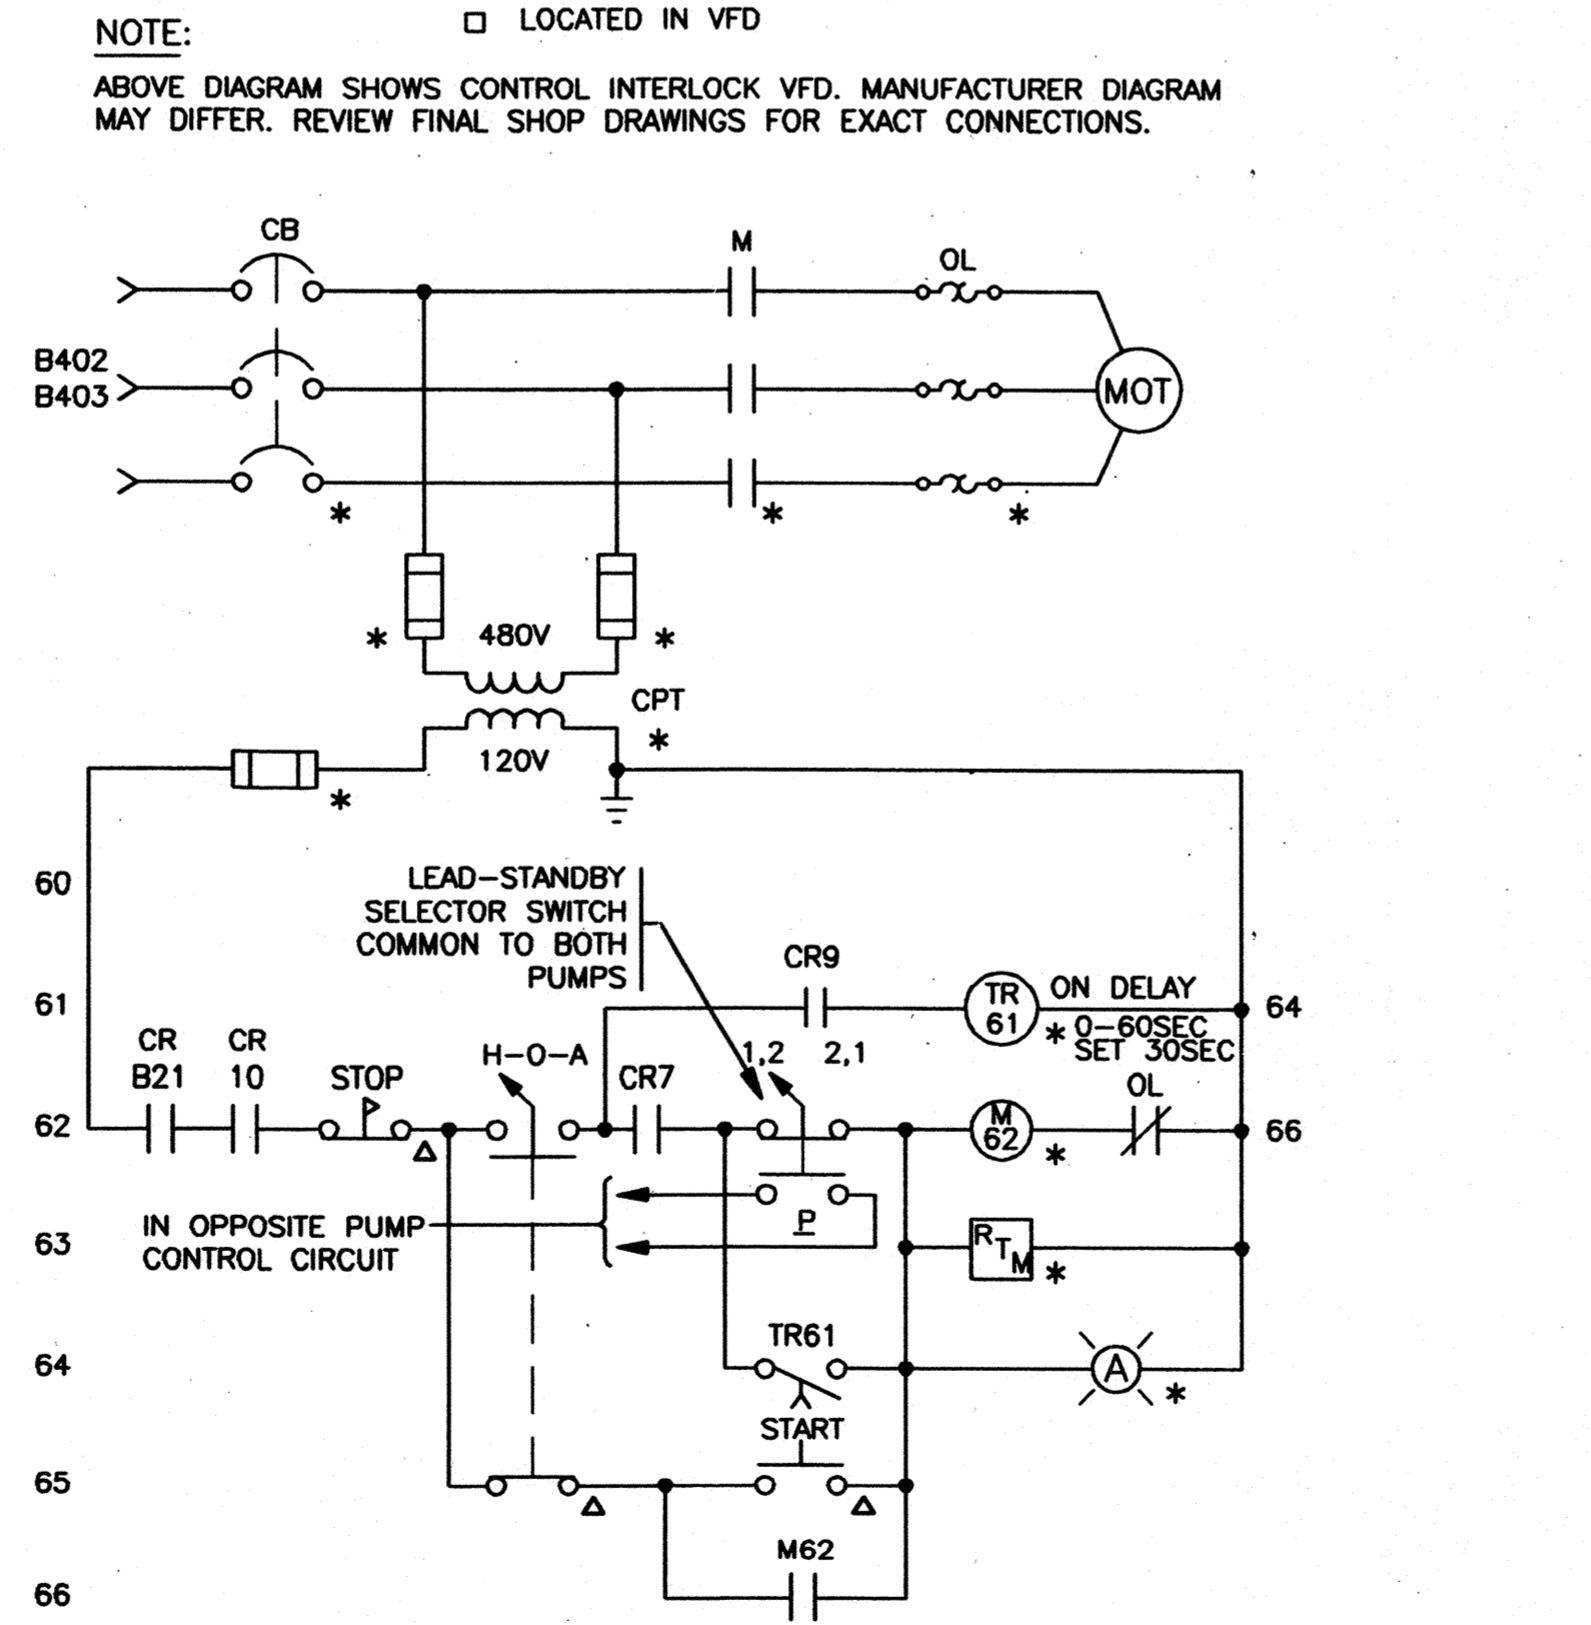 □ LOCATED IN VFD
NOTE:
ABOVE DIAGRAM SHOWS CONTROL INTERLOCK VFD. MANUFACTURER DIAGRAM
MAY DIFFER. REVIEW FINAL SHOP DRAWINGS FOR EXACT CONNECTIONS.
CB
M
OL
B402
B403
MOT
*
*
*
*
480V
*
CPT
*
120V
*
60
LEAD-STANDBY
SELECTOR SWITCH
COMMON TO BOTH
PUMPS
CR9
61
TR
61
ON DELAY
* 0-60SEC
SET 30SEC
64
CR
B21
CR
10
STOP
H-O-A
CR7
1,2
2,1
OL
62
M
62
*
66
Δ
IN OPPOSITE PUMP
CONTROL CIRCUIT
P
63
RTM
*
TR61
64
A
*
START
65
Δ
Δ
M62
66